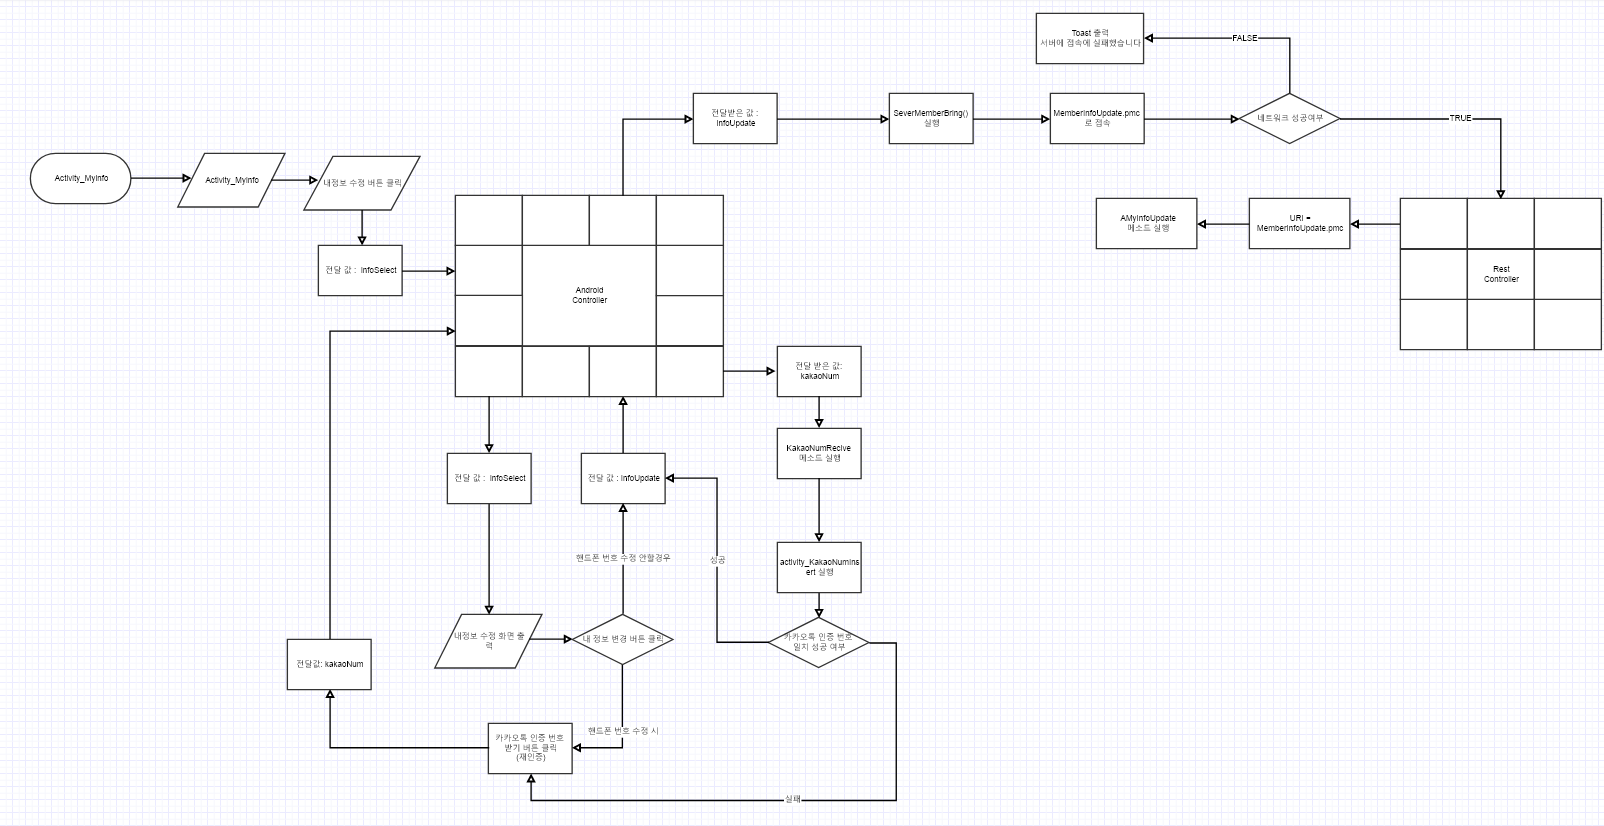 Toast 출력
서버에 접속에 실패했습니다
FALSE
전달받은 값 :
InfoUpdate
SeverMemberBring()
실행
MemberInfoUpdate.pmc
로 접속
네트워크 성공여부
TRUE
Activity_MyInfo
Activity_MyInfo
내정보 수정 버튼 클릭
전달 값 : InfoSelect
Android
Controller
AMyInfoUpdate
메소드 실행
URI =
MemberInfoUpdate.pmc
Rest
Controller
전달 받은 값:
kakaoNum
KakaoNumRecive
메소드 실행
전달 값 : InfoSelect
전달 값 : InfoUpdate
핸드폰 번호 수정 안할경우
성공
activity_KakaoNumIns
ert 실행
내정보 수정 화면 출
력
내 정보 변경 버튼 클릭
카카오톡 인증 번호
일치 성공 여부
전달값: kakaoNum
핸드폰 번호 수정 시
카카오톡 인증 번호
받기 버튼 클릭
(재인증)
실패